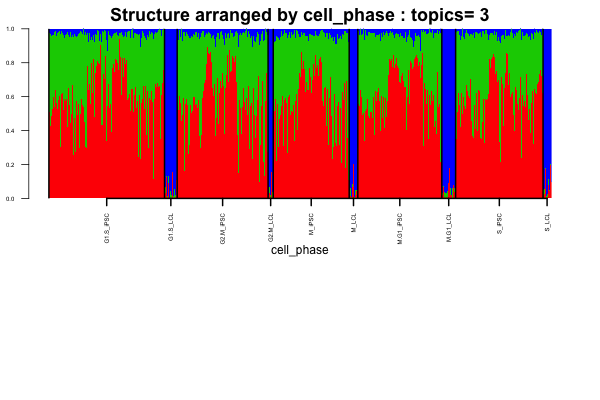 Structure arranged by cell_phase : topics= 3
1.0
0.8
0.6
0.4
0.2
0.0
G1.S_iPSC
G1.S_LCL
G2.M_iPSC
G2.M_LCL
M_iPSC
M_LCL
M.G1_iPSC
M.G1_LCL
S_iPSC
S_LCL
cell_phase